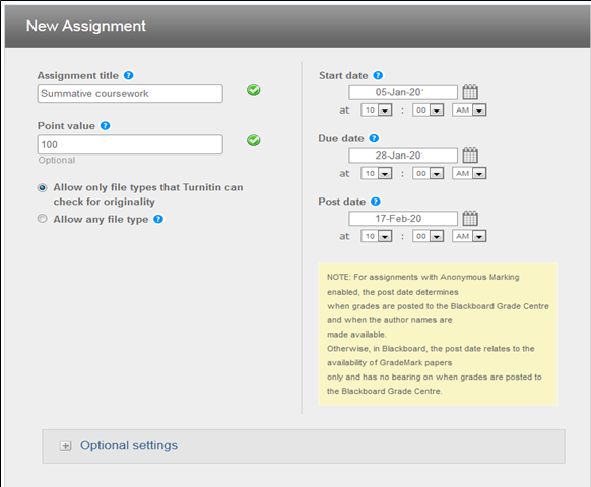 New Assignment
Assignment title
Summative coursework
Point value
100
Optional
Allow only file types that Turnitin can
check for originality
Allow any file type
Start date
05-Jan-20
at 10 : 00 AM
Due date
28-Jan-20
at 10 : 00 AM
Post date
17-Feb-20
at 10 : 00 AM
NOTE: For assignments with Anonymous Marking
enabled, the post date determines
when grades are posted to the Blackboard Grade Centre
and when the author names are
made available.
Otherwise, in Blackboard, the post date relates to the
availability of GradeMark papers
only and has no bearing on when grades are posted to
the Blackboard Grade Centre.
Optional settings